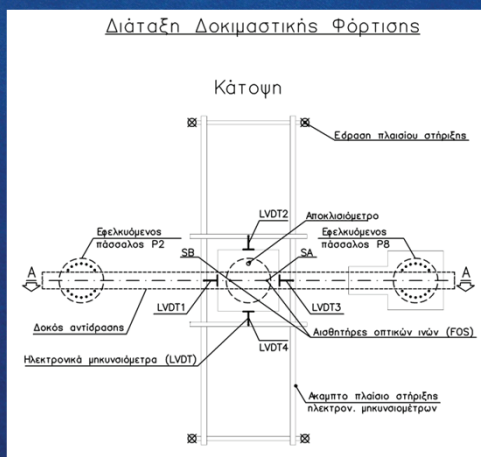 Διάταξη Δοκιμαστικής Φόρτισης
Κάτοψη
Εδραση πλαισίου στήριξης
LVDT2
Αποκλισιόμετρο
Εφελκυόμενος
πάσσαλος P2
SB
SA
Εφελκυόμενος
πάσσαλος P8
A
A
LVDT1
LVDT3
Δοκός αντίδρασης
Αισθητήρες οπτικών ινών (FOS)
LVDT4
Ηλεκτρονικά μηκυνσιόμετρα (LVDT)
Ακαμπτο πλαίσιο στήριξης
ηλεκτρον. μηκυνσιομέτρων